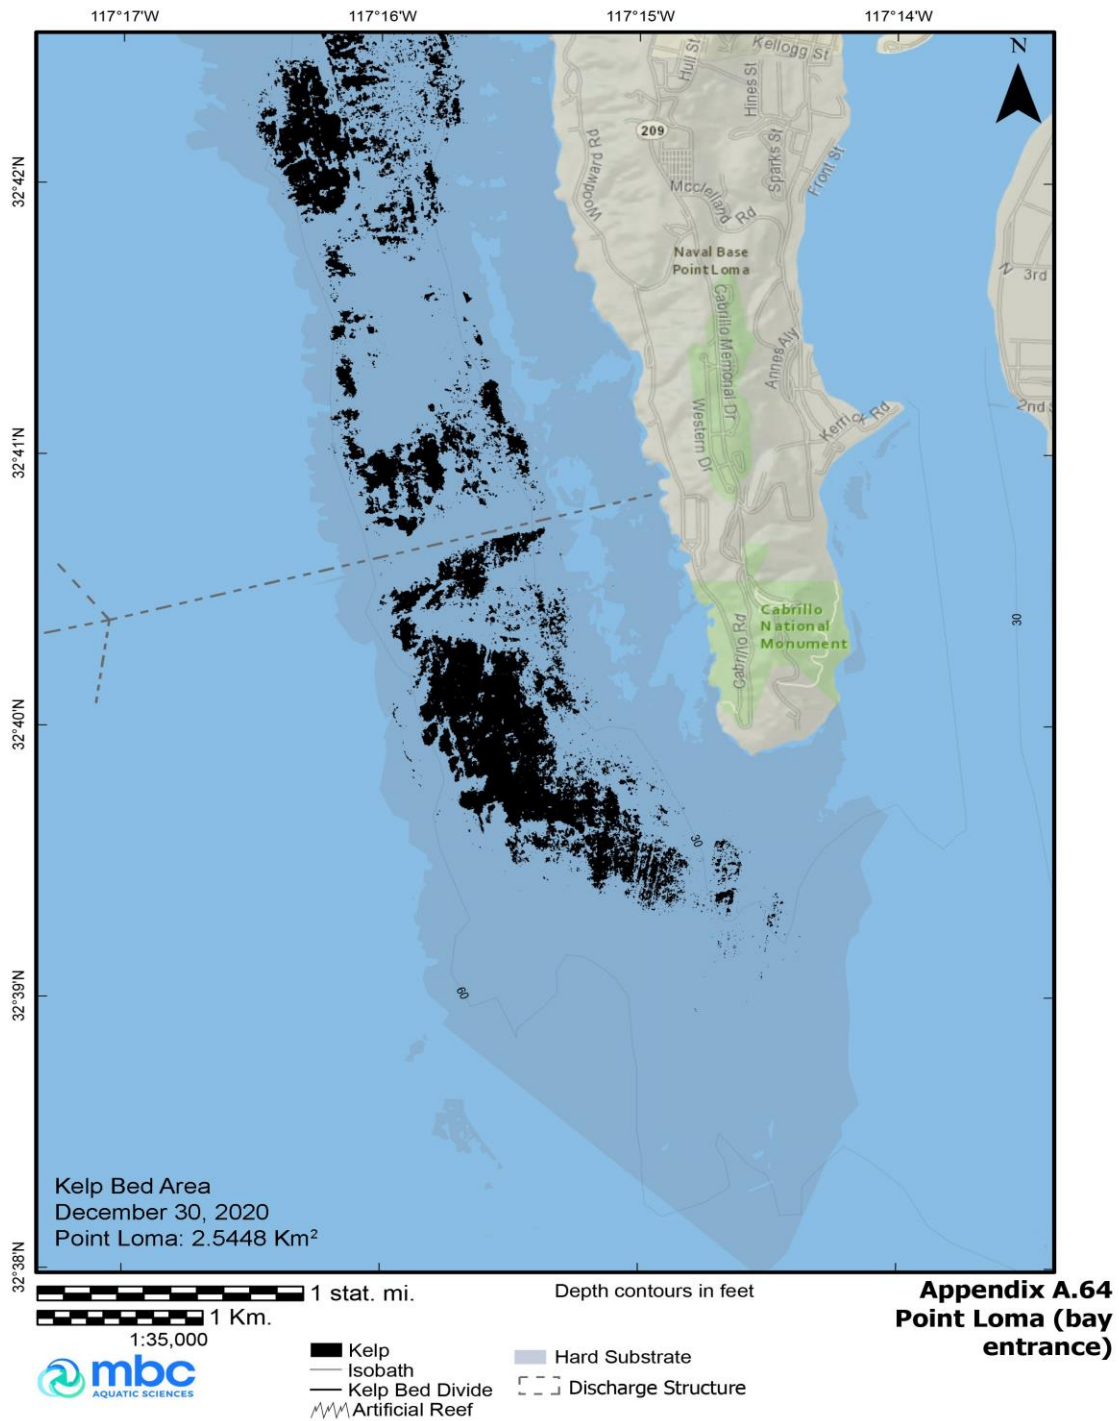 117°17'W 117°16'W 117°15'W 117°14'W
N
Kellogg St
Hull St
Hines St
209
Sparks St
Front St
Woodward Rd
Mcclelland Rd
32°42'N
Naval Base
Point Loma
3rd
N
Cabrillo Memorial Dr
Annes Aly
Western Dr
Kerrick Rd
2nd
32°41'N
30
Cabrillo
National
Monument
Cabrillo Rd
32°40'N
30
60
32°39'N
Kelp Bed Area
December 30, 2020
Point Loma: 2.5448 Km²
32°38'N
1 stat. mi.
1 Km.
1:35,000
Depth contours in feet
Appendix A.64
Point Loma (bay
entrance)
mbc
AQUATIC SCIENCES
Kelp
Isobath
Kelp Bed Divide
Artificial Reef
Hard Substrate
Discharge Structure